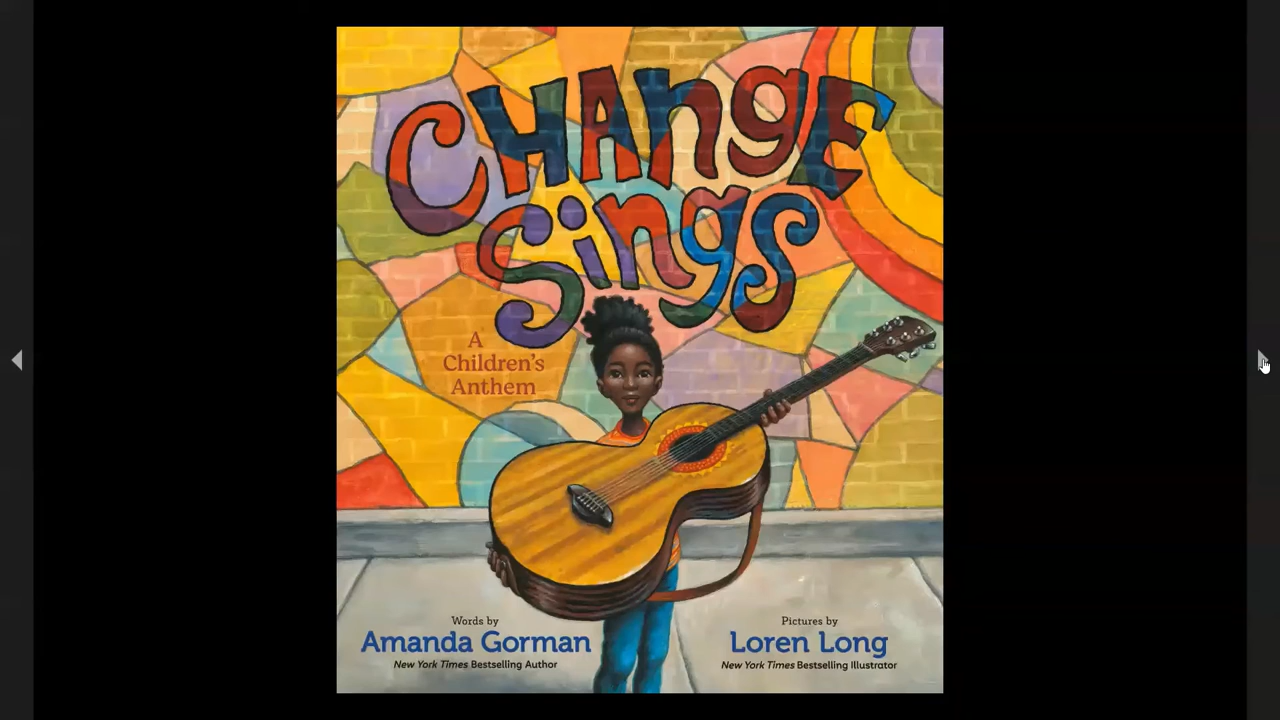 CHAngE
Sings
A
Children's
Anthem
Words by
Amanda Gorman
New York Times Bestselling Author
Pictures by
Loren Long
New York Times Bestselling Illustrator